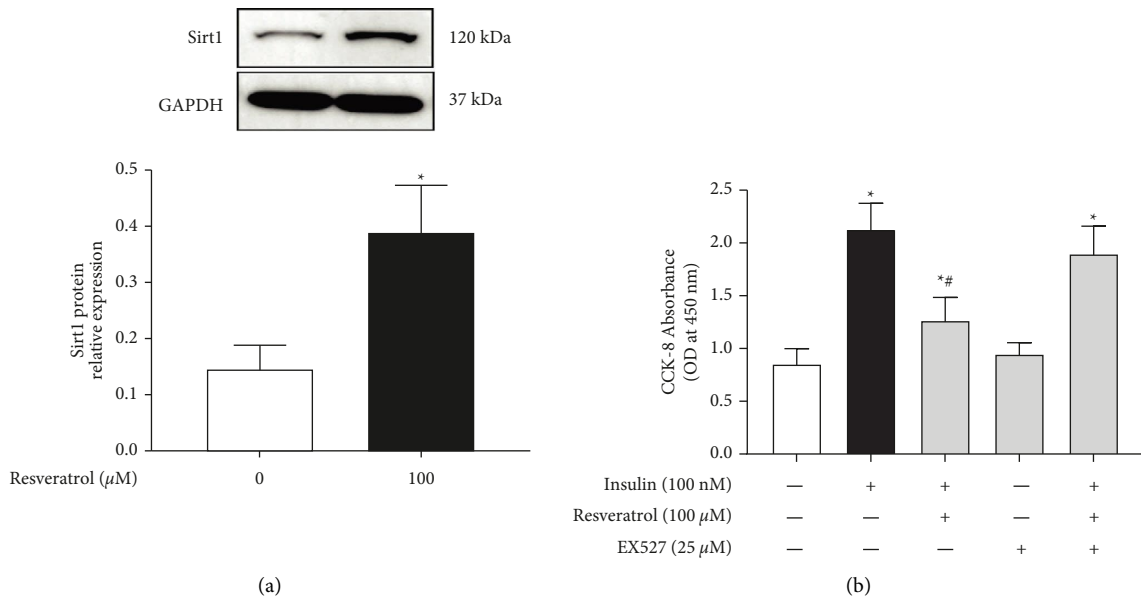 Sirt1 120 kDa
GAPDH 37 kDa
Sirt1 protein
relative expression
0.5
0.4
0.3
0.2
0.1
0.0
*
Resveratrol (µM) 0 100
(a)
CCK-8 Absorbance
(OD at 450 nm)
2.5
2.0
1.5
1.0
0.5
0.0
*
*#
*
Insulin (100 nM) — + + — +
Resveratrol (100 µM) — — + — +
EX527 (25 µM) — — — + +
(b)